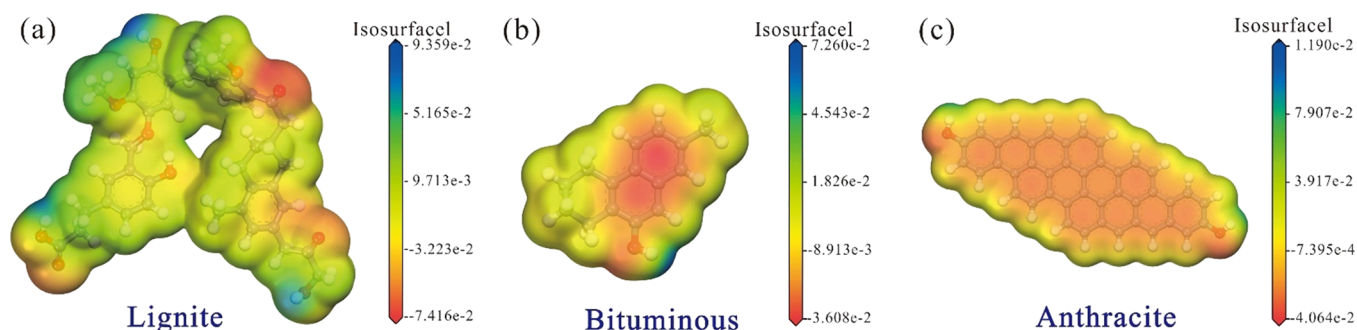 (a)
Isosurfacel
9.359e-2
5.165e-2
9.713e-3
-3.223e-2
-7.416e-2
Lignite
(b)
Isosurfacel
7.260e-2
4.543e-2
1.826e-2
-8.913e-3
-3.608e-2
Bituminous
(c)
Isosurfacel
1.190e-2
7.907e-2
3.917e-2
-7.395e-4
-4.064e-2
Anthracite